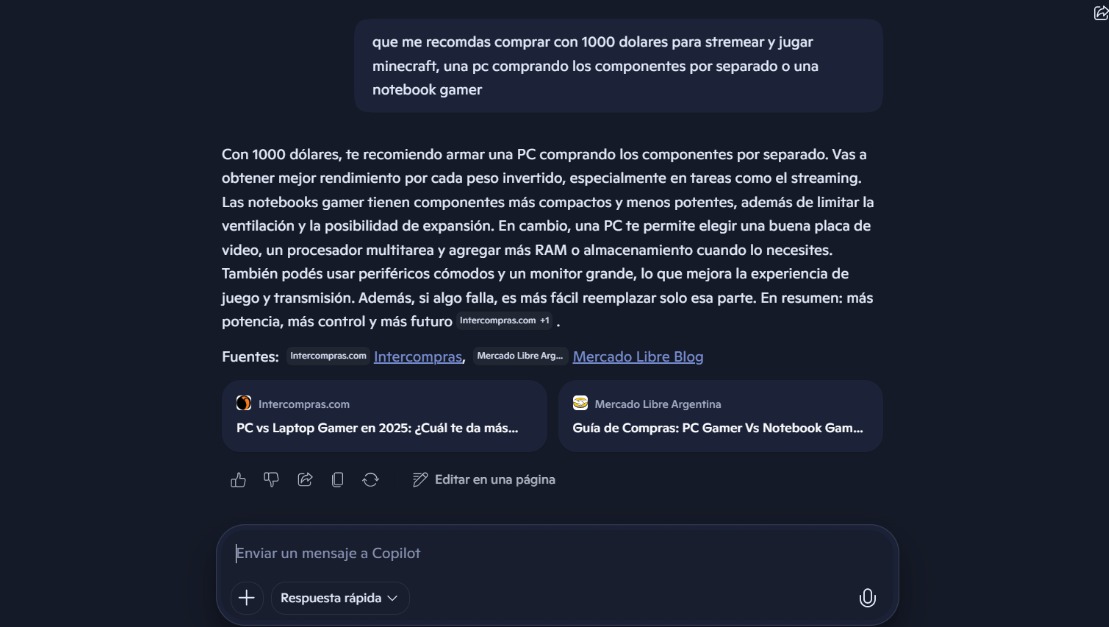 que me recomdas comprar con 1000 dolares para stremear y jugar
minecraft, una pc comprando los componentes por separado o una
notebook gamer
Con 1000 dólares, te recomiendo armar una PC comprando los componentes por separado. Vas a
obtener mejor rendimiento por cada peso invertido, especialmente en tareas como el streaming.
Las notebooks gamer tienen componentes más compactos y menos potentes, además de limitar la
ventilación y la posibilidad de expansión. En cambio, una PC te permite elegir una buena placa de
video, un procesador multitarea y agregar más RAM o almacenamiento cuando lo necesites.
También podés usar periféricos cómodos y un monitor grande, lo que mejora la experiencia de
juego y transmisión. Además, si algo falla, es más fácil reemplazar solo esa parte. En resumen: más
potencia, más control y más futuro Intercompras.com +1 .
Fuentes: Intercompras.com Intercompras, Mercado Libre Arg... Mercado Libre Blog
Intercompras.com
PC vs Laptop Gamer en 2025: ¿Cuál te da más...
Mercado Libre Argentina
Guía de Compras: PC Gamer Vs Notebook Gam...
Editar en una página
Enviar un mensaje a Copilot
Respuesta rápida